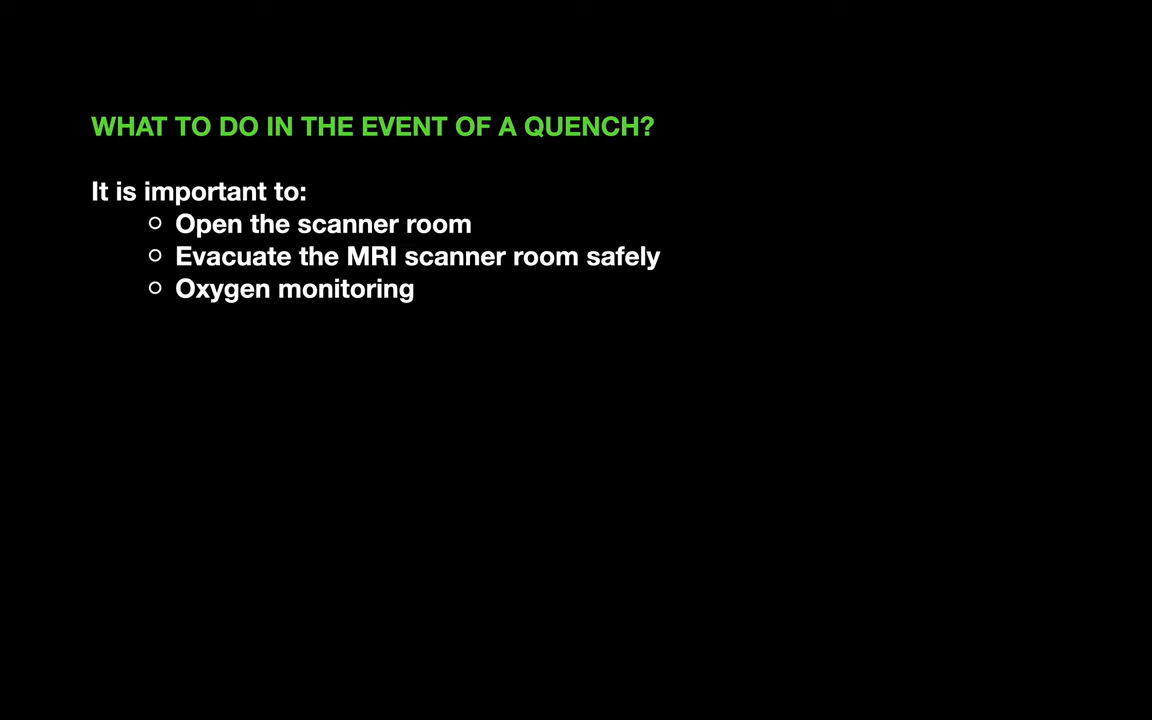 WHAT TO DO IN THE EVENT OF A QUENCH?
It is important to:
Open the scanner room
Evacuate the MRI scanner room safely
Oxygen monitoring